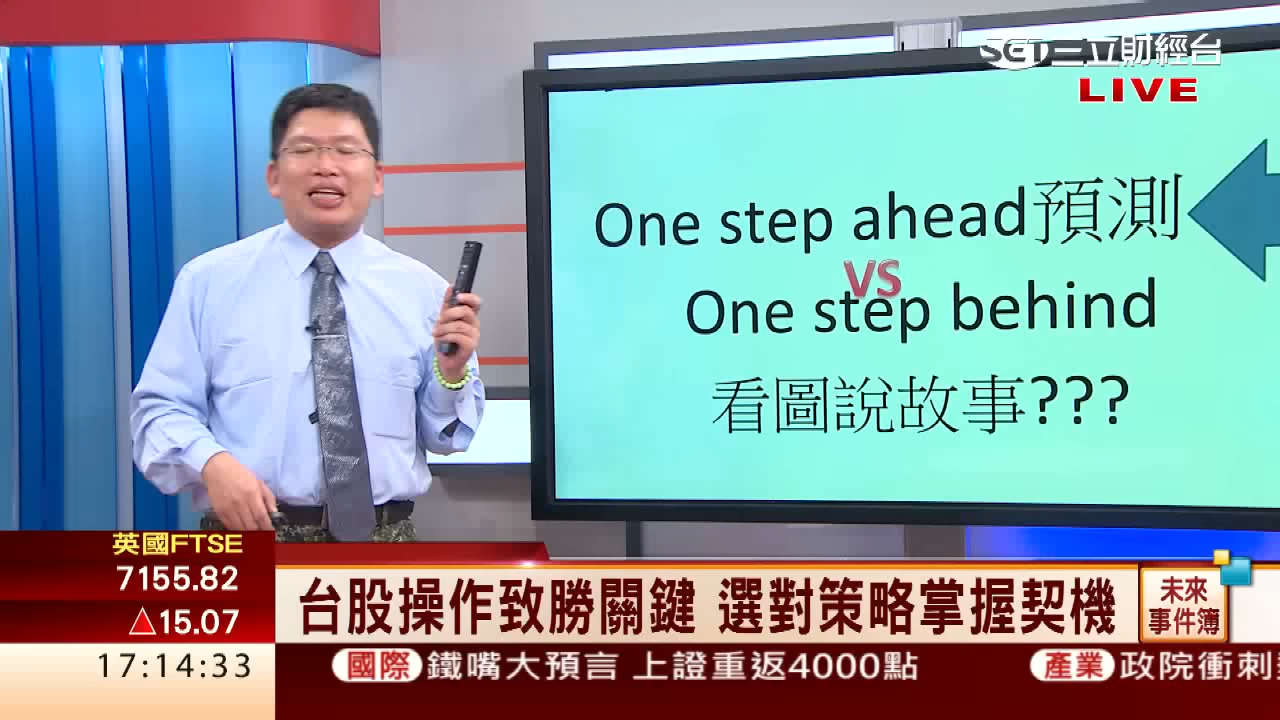 SET三立財經台
LIVE
One step ahead預測
VS
One step behind
看圖說故事???
英國FTSE
7155.82
△15.07
17:14:33
台股操作致勝關鍵 選對策略掌握契機
未來
事件簿
國際 鐵嘴大預言 上證重返4000點
產業 政院衝刺